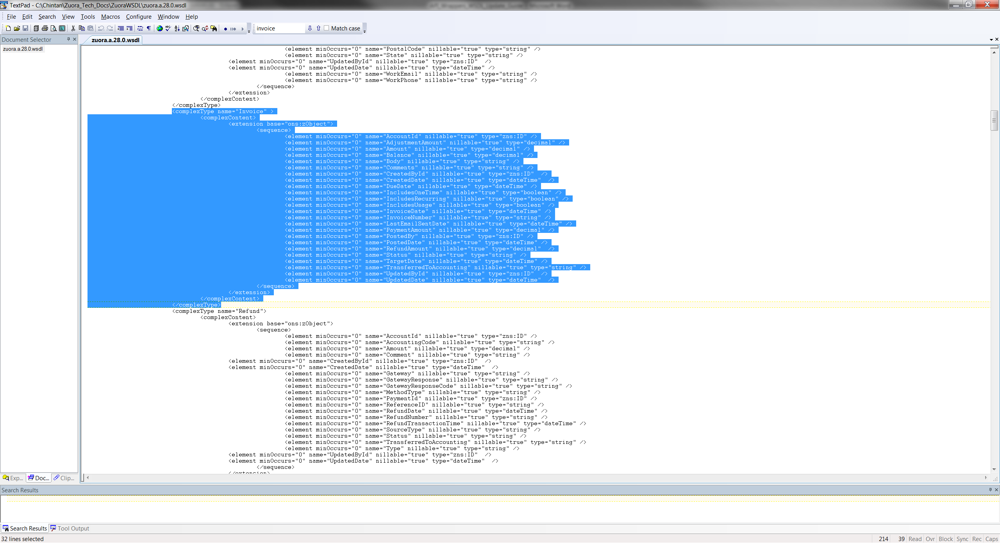 TextPad - C:\Chintan\Zuora_Tech_Docs\ZuoraWSDL\zuora.a.28.0.wsdl
File Edit Search View Tools Macros Configure Window Help
invoice Match case
Document Selector
zuora.a.28.0.wsdl
zuora.a.28.0.wsdl
<element minOccurs="0" name="PostalCode" nillable="true" type="string" />
<element minOccurs="0" name="State" nillable="true" type="string" />
<element minOccurs="0" name="UpdatedById" nillable="true" type="zns:ID"  />
<element minOccurs="0" name="UpdatedDate" nillable="true" type="dateTime" />
<element minOccurs="0" name="WorkEmail" nillable="true" type="string" />
<element minOccurs="0" name="WorkPhone" nillable="true" type="string" />
</sequence>
</extension>
</complexContent>
</complexType>
<complexType name="Invoice" >
<complexContent>
<extension base="ons:zObject">
<sequence>
<element minOccurs="0" name="AccountId" nillable="true" type="zns:ID" />
<element minOccurs="0" name="AdjustmentAmount" nillable="true" type="decimal" />
<element minOccurs="0" name="Amount" nillable="true" type="decimal" />
<element minOccurs="0" name="Balance" nillable="true" type="decimal" />
<element minOccurs="0" name="Body" nillable="true" type="string" />
<element minOccurs="0" name="Comments" nillable="true" type="string" />
<element minOccurs="0" name="CreatedById" nillable="true" type="zns:ID"  />
<element minOccurs="0" name="CreatedDate" nillable="true" type="dateTime"  />
<element minOccurs="0" name="DueDate" nillable="true" type="dateTime" />
<element minOccurs="0" name="IncludesOneTime" nillable="true" type="boolean" />
<element minOccurs="0" name="IncludesRecurring" nillable="true" type="boolean" />
<element minOccurs="0" name="IncludesUsage" nillable="true" type="boolean" />
<element minOccurs="0" name="InvoiceDate" nillable="true" type="dateTime" />
<element minOccurs="0" name="InvoiceNumber" nillable="true" type="string" />
<element minOccurs="0" name="LastEmailSentDate" nillable="true" type="dateTime" />
<element minOccurs="0" name="PaymentAmount" nillable="true" type="decimal" />
<element minOccurs="0" name="PostedBy" nillable="true" type="zns:ID" />
<element minOccurs="0" name="PostedDate" nillable="true" type="dateTime" />
<element minOccurs="0" name="RefundAmount" nillable="true" type="decimal"  />
<element minOccurs="0" name="Status" nillable="true" type="string" />
<element minOccurs="0" name="TargetDate" nillable="true" type="dateTime" />
<element minOccurs="0" name="TransferredToAccounting" nillable="true" type="string" />
<element minOccurs="0" name="UpdatedById" nillable="true" type="zns:ID"  />
<element minOccurs="0" name="UpdatedDate" nillable="true" type="dateTime"  />
</sequence>
</extension>
</complexContent>
</complexType>
<complexType name="Refund">
<complexContent>
<extension base="ons:zObject">
<sequence>
<element minOccurs="0" name="AccountId" nillable="true" type="zns:ID" />
<element minOccurs="0" name="AccountingCode" nillable="true" type="string" />
<element minOccurs="0" name="Amount" nillable="true" type="decimal" />
<element minOccurs="0" name="Comment" nillable="true" type="string" />
<element minOccurs="0" name="CreatedById" nillable="true" type="zns:ID"  />
<element minOccurs="0" name="CreatedDate" nillable="true" type="dateTime"  />
<element minOccurs="0" name="Gateway" nillable="true" type="string" />
<element minOccurs="0" name="GatewayResponse" nillable="true" type="string" />
<element minOccurs="0" name="GatewayResponseCode" nillable="true" type="string" />
<element minOccurs="0" name="MethodType" nillable="true" type="string" />
<element minOccurs="0" name="PaymentId" nillable="true" type="zns:ID" />
<element minOccurs="0" name="ReferenceID" nillable="true" type="string" />
<element minOccurs="0" name="RefundDate" nillable="true" type="dateTime" />
<element minOccurs="0" name="RefundNumber" nillable="true" type="string" />
<element minOccurs="0" name="RefundTransactionTime" nillable="true" type="dateTime" />
<element minOccurs="0" name="SourceType" nillable="true" type="string" />
<element minOccurs="0" name="Status" nillable="true" type="string" />
<element minOccurs="0" name="TransferredToAccounting" nillable="true" type="string" />
<element minOccurs="0" name="Type" nillable="true" type="string" />
<element minOccurs="0" name="UpdatedById" nillable="true" type="zns:ID"  />
<element minOccurs="0" name="UpdatedDate" nillable="true" type="dateTime"  />
</sequence>
</extension>
Exp... Doc... Clip...
Search Results
Search Results Tool Output
32 lines selected 214 39 Read Ovr Block Sync Rec Caps